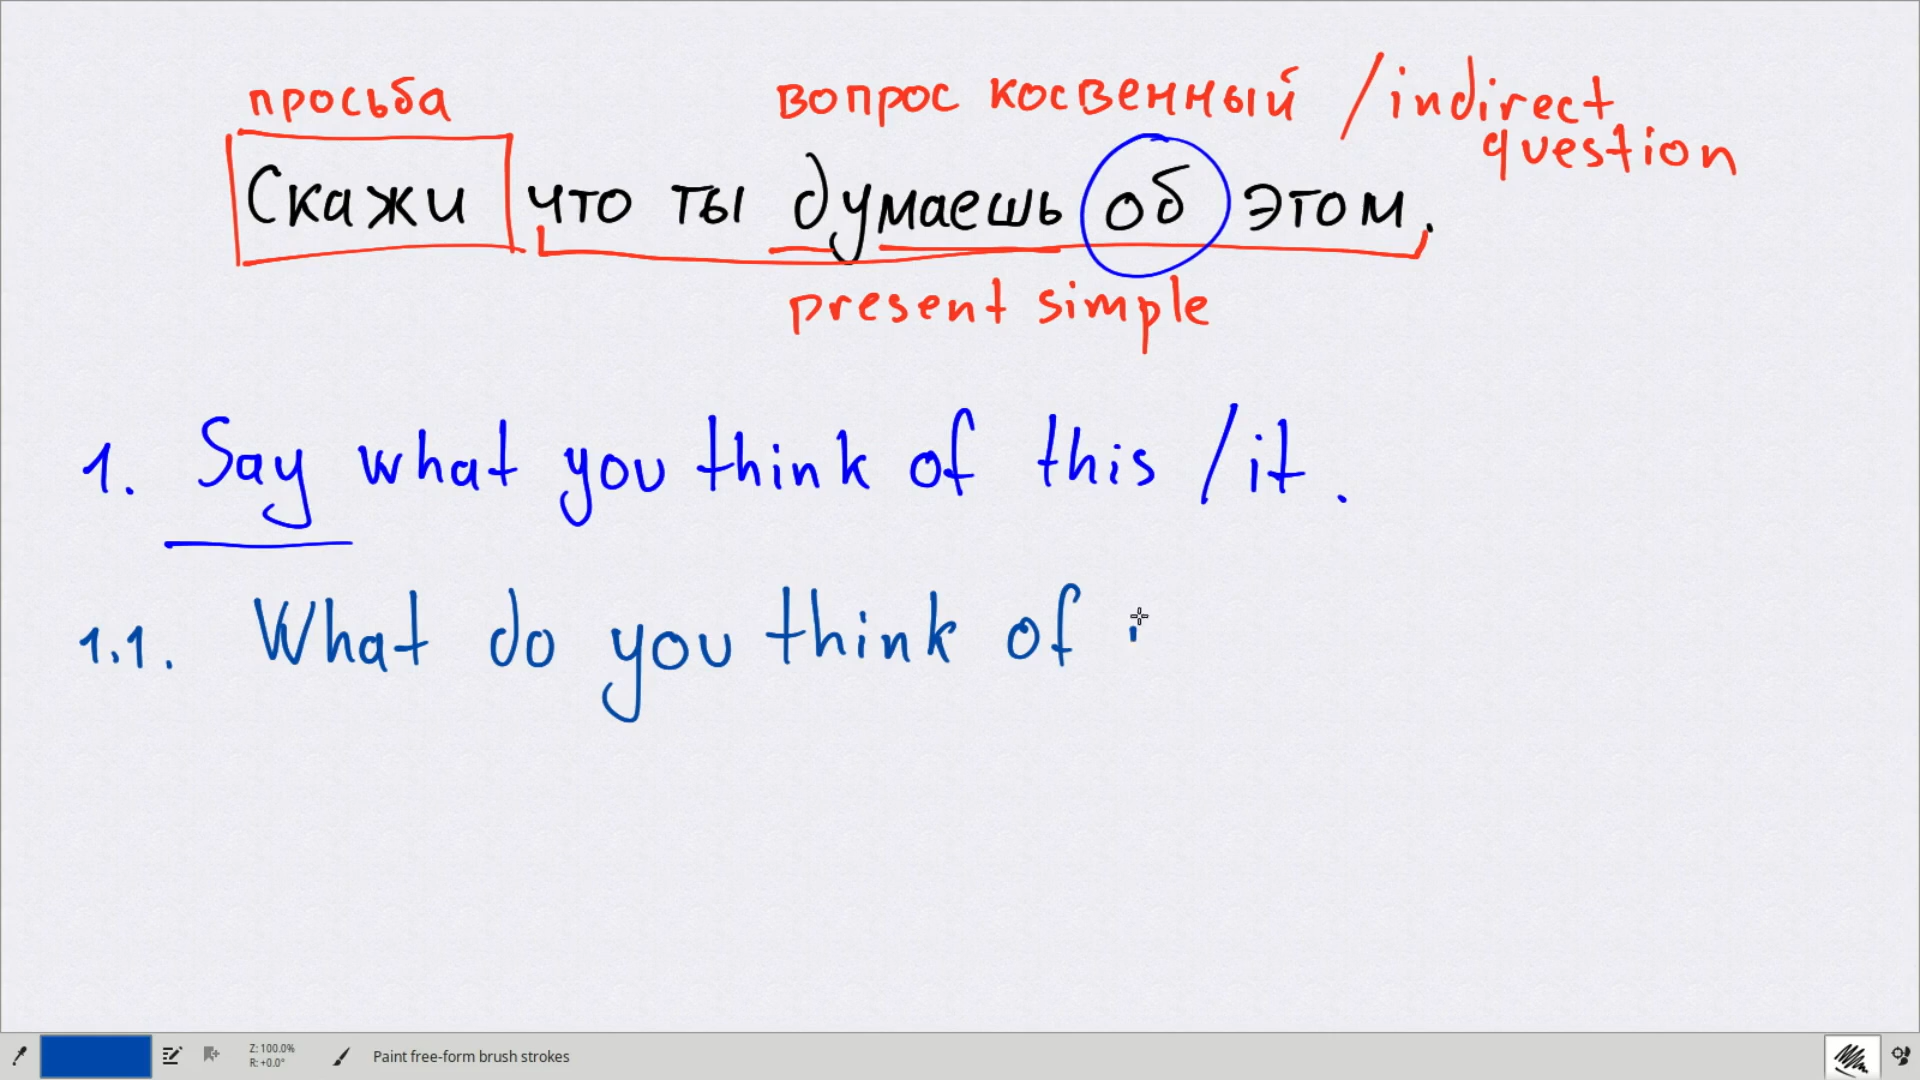 просьба вопрос косвенный / indirect
question
Скажи что ты думаешь об этом.
present simple
1. Say what you think of this / it.
1.1. What do you think of
Z: 100.0%
R: +0.0°
Paint free-form brush strokes